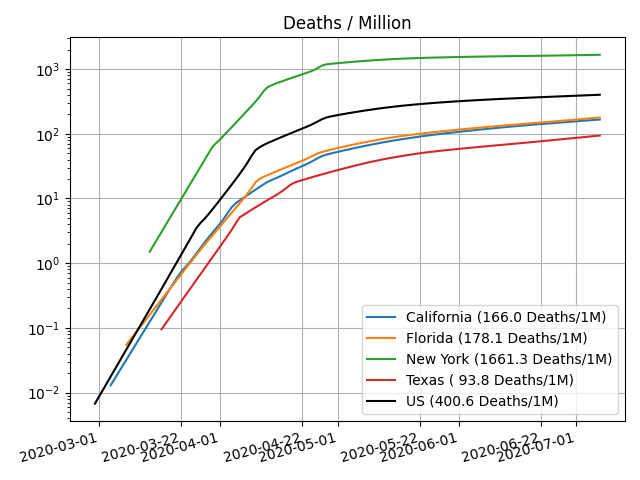 Deaths / Million
10³
10²
10¹
10⁰
10⁻¹
10⁻²
California (166.0 Deaths/1M)
Florida (178.1 Deaths/1M)
New York (1661.3 Deaths/1M)
Texas ( 93.8 Deaths/1M)
US (400.6 Deaths/1M)
2020-03-01 2020-03-22 2020-04-01 2020-04-22 2020-05-01 2020-05-22 2020-06-01 2020-06-22 2020-07-01